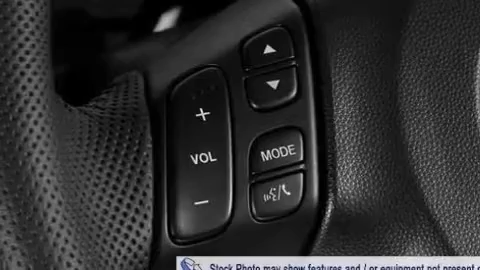 +
VOL
−
MODE
Stock Photo may show features and / or equipment not present